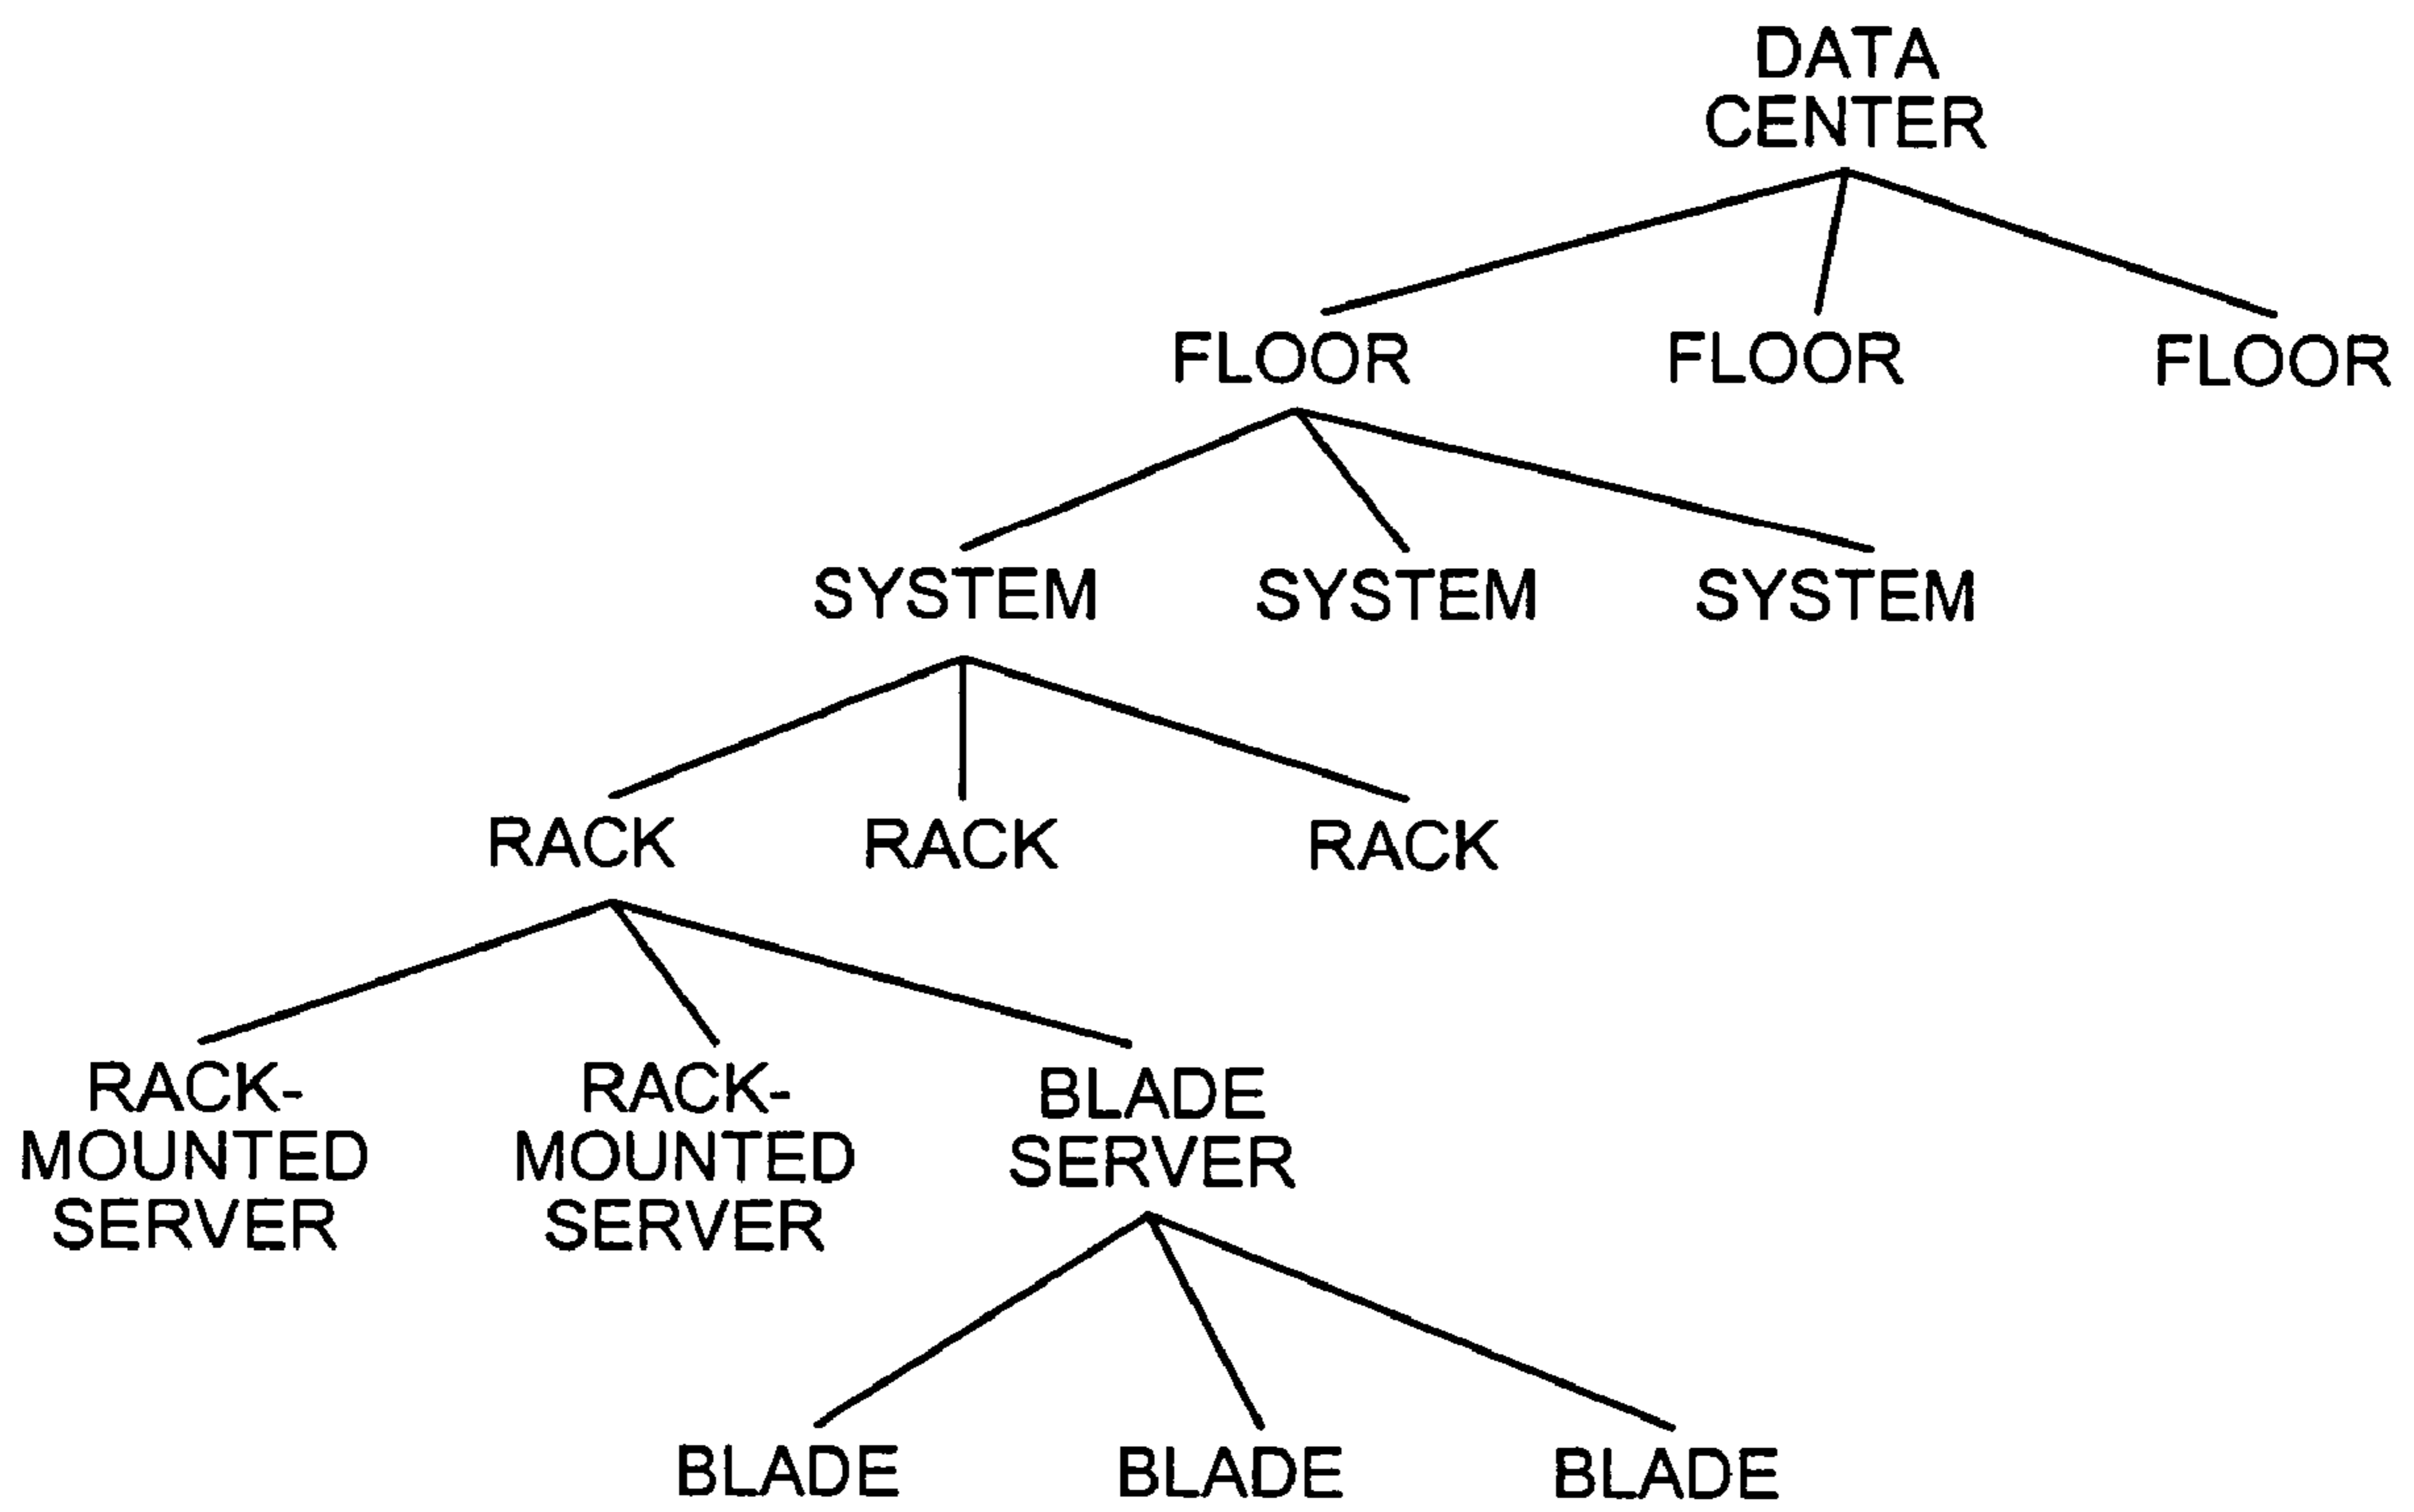 DATA
CENTER
FLOOR FLOOR FLOOR
SYSTEM SYSTEM SYSTEM
RACK RACK RACK
RACK-
MOUNTED
SERVER
RACK-
MOUNTED
SERVER
BLADE
SERVER
BLADE BLADE BLADE